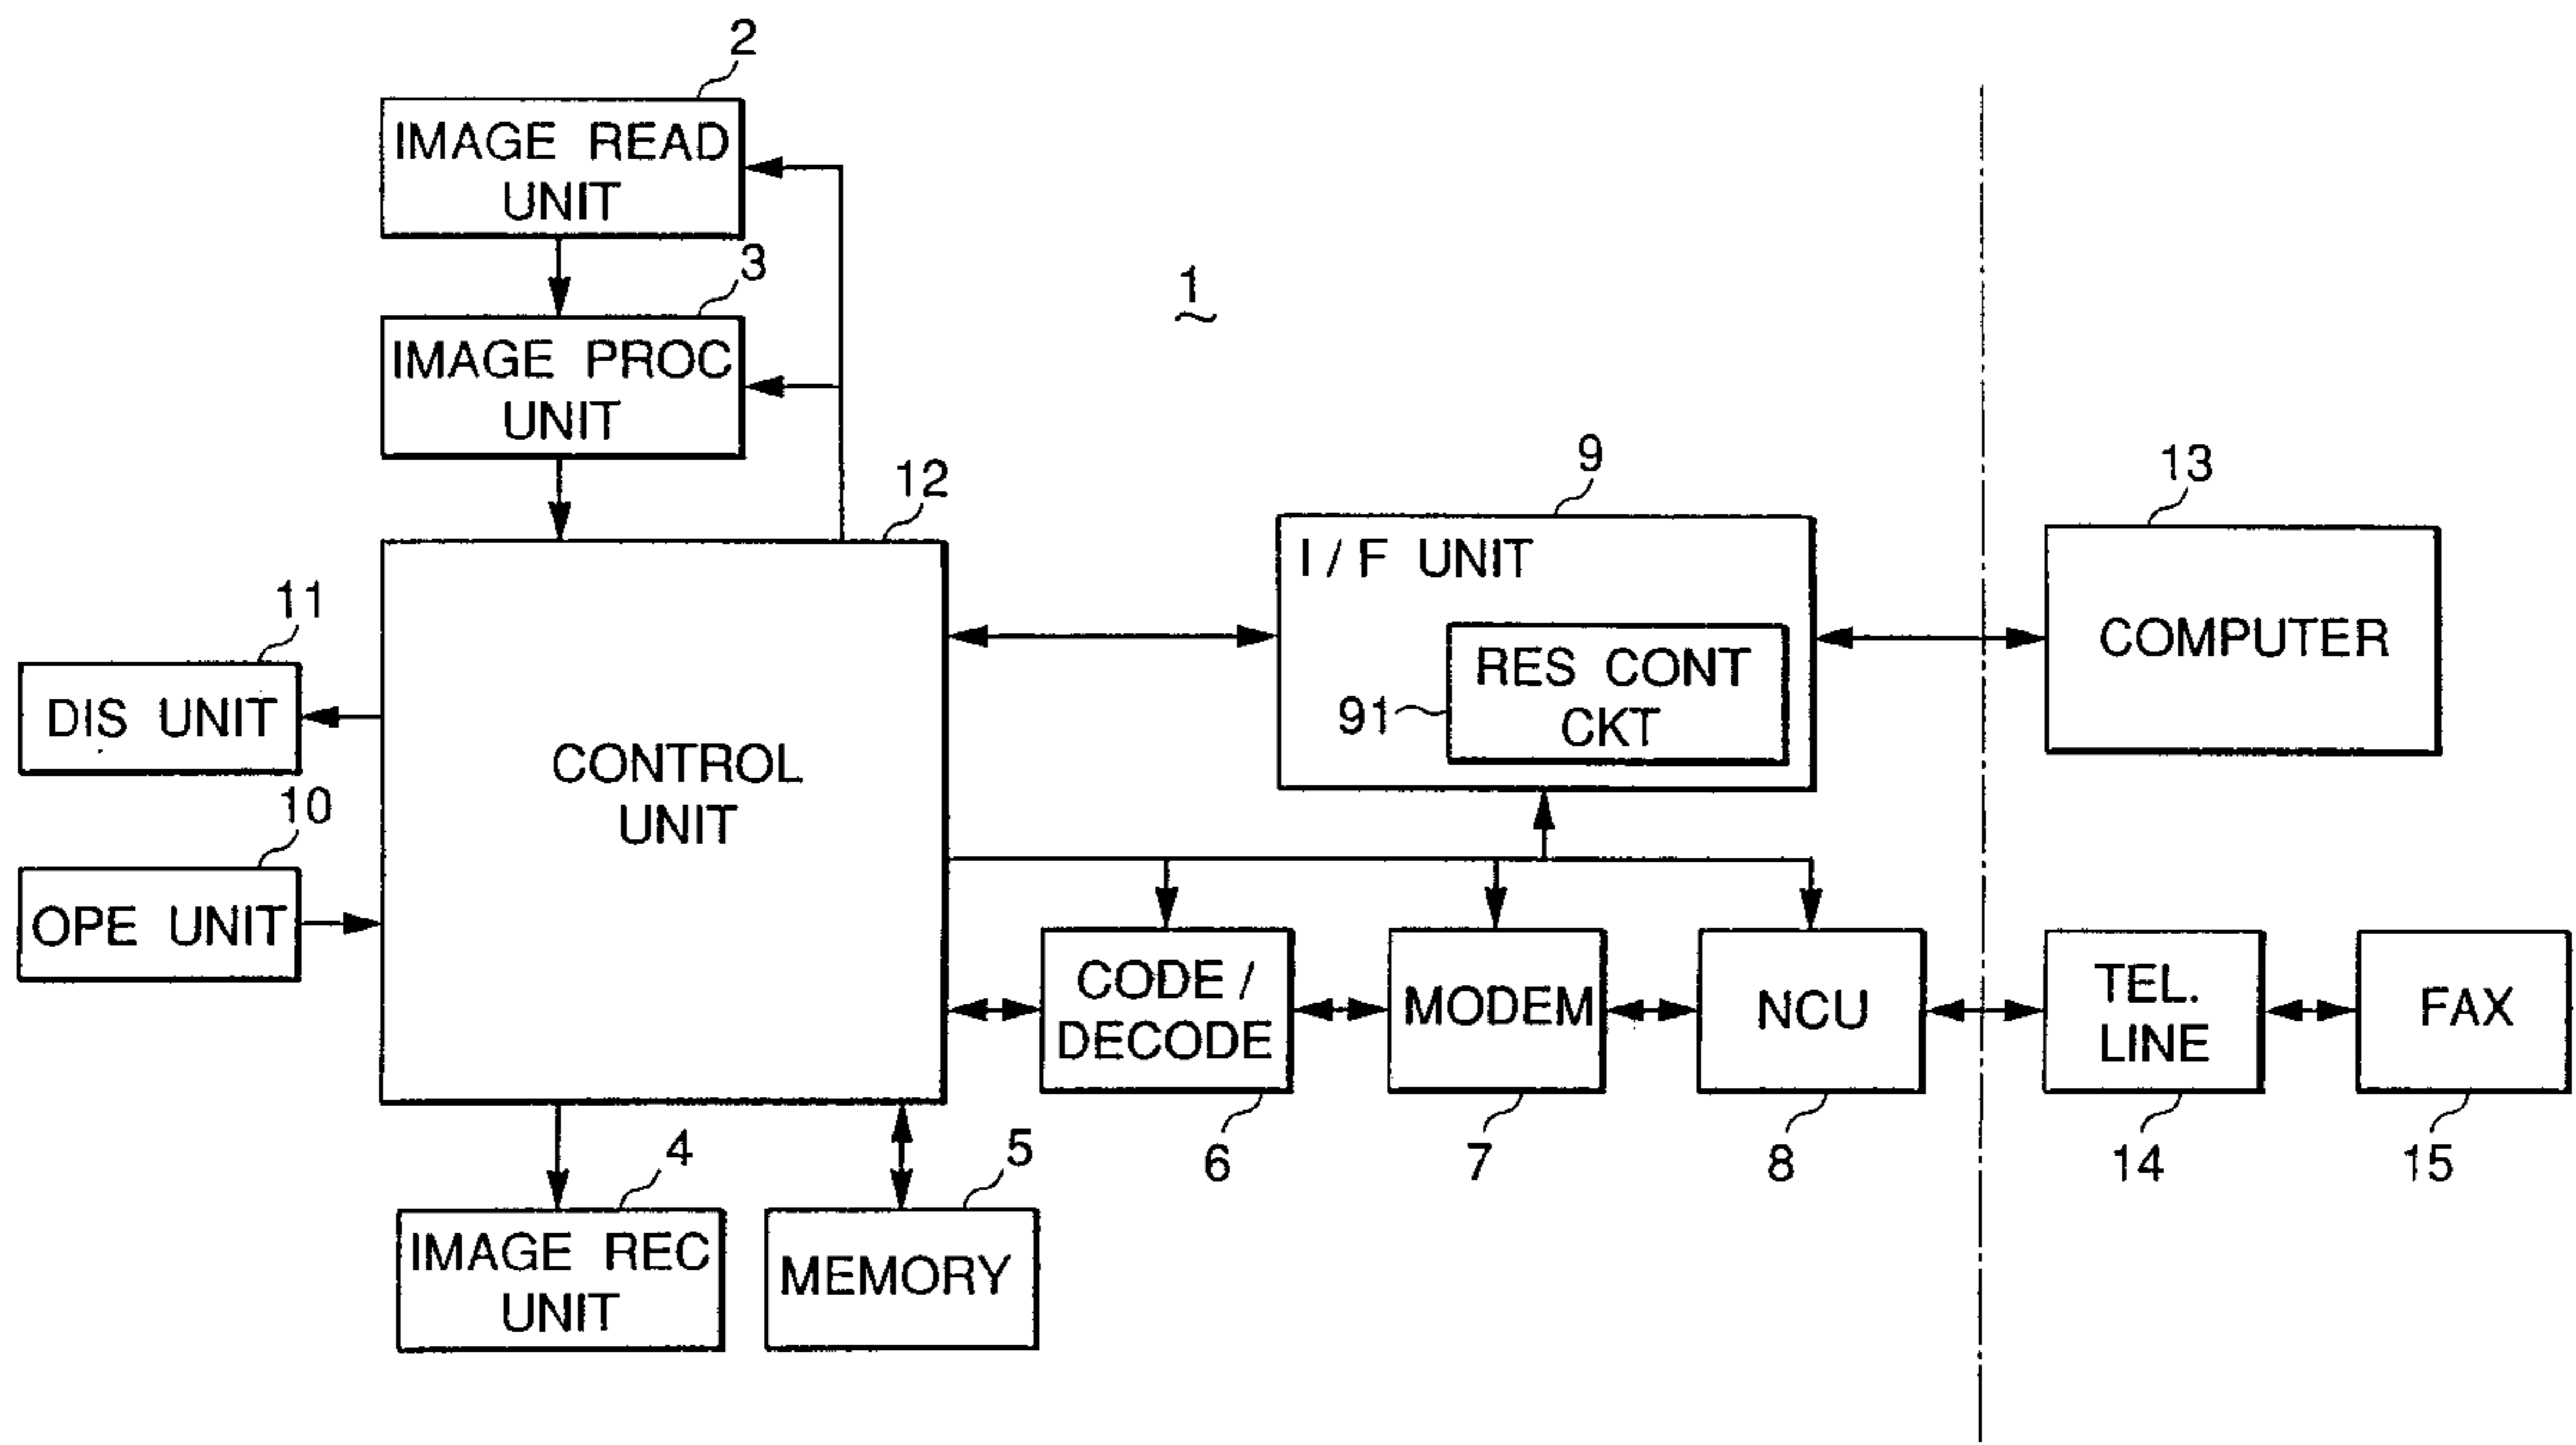 2
IMAGE READ
UNIT
3
IMAGE PROC
UNIT
1
12
CONTROL
UNIT
11
DIS UNIT
10
OPE UNIT
9
I / F UNIT
91
RES CONT
CKT
13
COMPUTER
CODE /
DECODE
6
MODEM
7
NCU
8
TEL.
LINE
14
FAX
15
4
IMAGE REC
UNIT
5
MEMORY